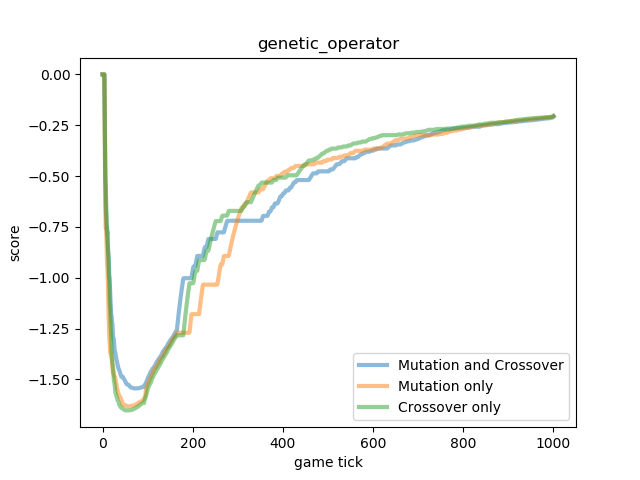 genetic_operator
0.00
−0.25
−0.50
−0.75
−1.00
−1.25
−1.50
score
0 200 400 600 800 1000
game tick
Mutation and Crossover
Mutation only
Crossover only